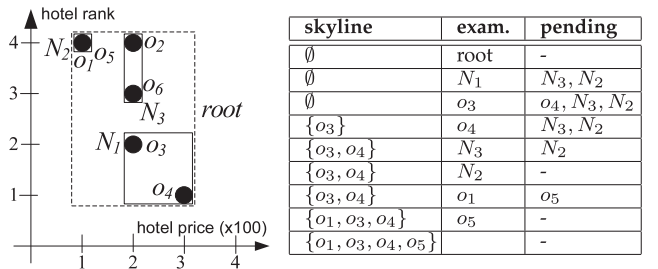 hotel rank
4
N2
o1
o5
o2
o6
3
N3
root
2
N1
o3
1
o4
hotel price (x100)
1 2 3 4
skyline exam. pending
∅ root -
∅ N1 N3, N2
∅ o3 o4, N3, N2
{o3} o4 N3, N2
{o3, o4} N3 N2
{o3, o4} N2 -
{o3, o4} o1 o5
{o1, o3, o4} o5 -
{o1, o3, o4, o5} -